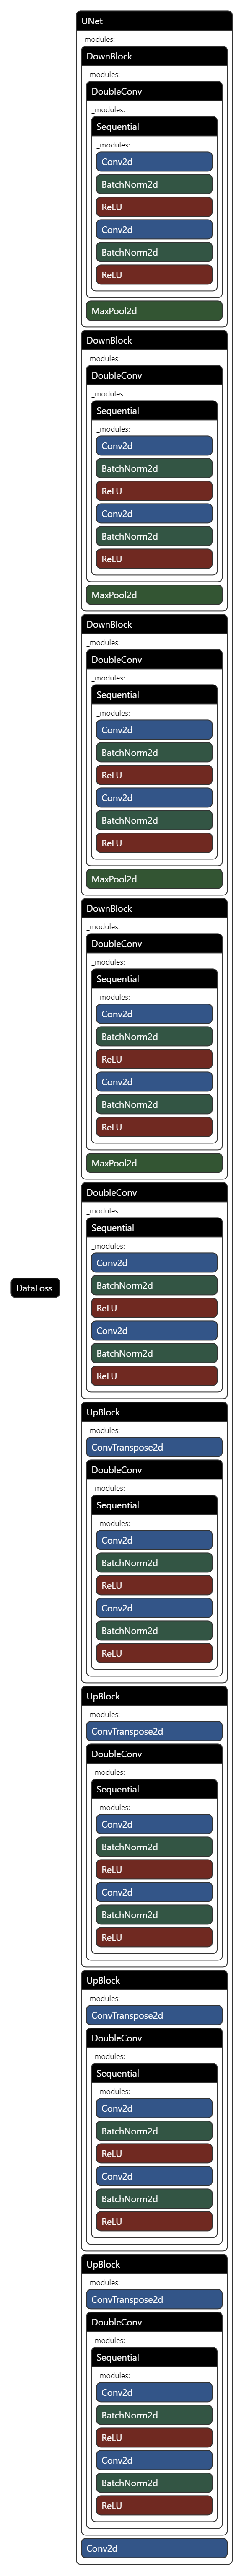 UNet
_modules:
DownBlock
_modules:
DoubleConv
_modules:
Sequential
_modules:
Conv2d
BatchNorm2d
ReLU
Conv2d
BatchNorm2d
ReLU
MaxPool2d
DownBlock
_modules:
DoubleConv
_modules:
Sequential
_modules:
Conv2d
BatchNorm2d
ReLU
Conv2d
BatchNorm2d
ReLU
MaxPool2d
DownBlock
_modules:
DoubleConv
_modules:
Sequential
_modules:
Conv2d
BatchNorm2d
ReLU
Conv2d
BatchNorm2d
ReLU
MaxPool2d
DownBlock
_modules:
DoubleConv
_modules:
Sequential
_modules:
Conv2d
BatchNorm2d
ReLU
Conv2d
BatchNorm2d
ReLU
MaxPool2d
DoubleConv
_modules:
Sequential
_modules:
Conv2d
BatchNorm2d
DataLoss
ReLU
Conv2d
BatchNorm2d
ReLU
UpBlock
_modules:
ConvTranspose2d
DoubleConv
_modules:
Sequential
_modules:
Conv2d
BatchNorm2d
ReLU
Conv2d
BatchNorm2d
ReLU
UpBlock
_modules:
ConvTranspose2d
DoubleConv
_modules:
Sequential
_modules:
Conv2d
BatchNorm2d
ReLU
Conv2d
BatchNorm2d
ReLU
UpBlock
_modules:
ConvTranspose2d
DoubleConv
_modules:
Sequential
_modules:
Conv2d
BatchNorm2d
ReLU
Conv2d
BatchNorm2d
ReLU
UpBlock
_modules:
ConvTranspose2d
DoubleConv
_modules:
Sequential
_modules:
Conv2d
BatchNorm2d
ReLU
Conv2d
BatchNorm2d
ReLU
Conv2d